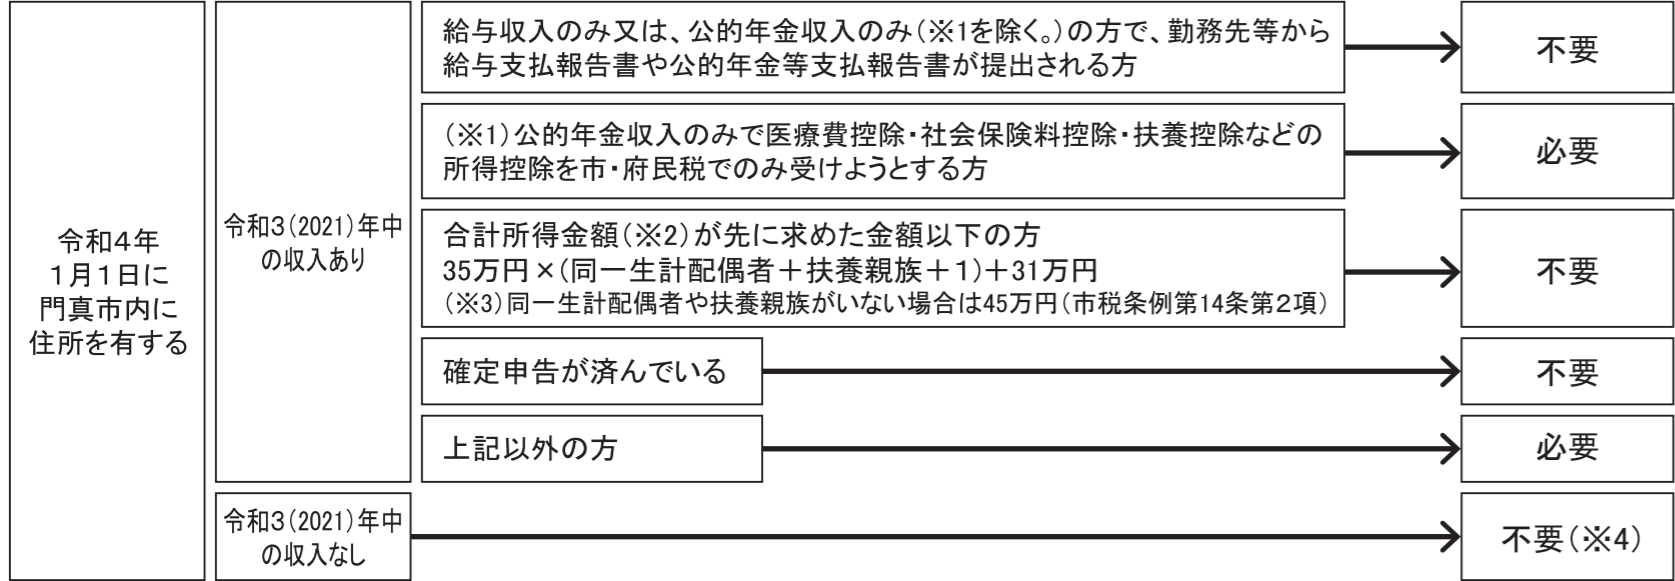 令和4年
1月1日に
門真市内に
住所を有する
令和3(2021)年中
の収入あり
給与収入のみ又は、公的年金収入のみ(※1を除く。)の方で、勤務先等から
給与支払報告書や公的年金等支払報告書が提出される方
不要
(※1)公的年金収入のみで医療費控除・社会保険料控除・扶養控除などの
所得控除を市・府民税でのみ受けようとする方
必要
合計所得金額(※2)が先に求めた金額以下の方
35万円×(同一生計配偶者+扶養親族+1)+31万円
(※3)同一生計配偶者や扶養親族がいない場合は45万円(市税条例第14条第2項)
不要
確定申告が済んでいる
不要
上記以外の方
必要
令和3(2021)年中
の収入なし
不要(※4)